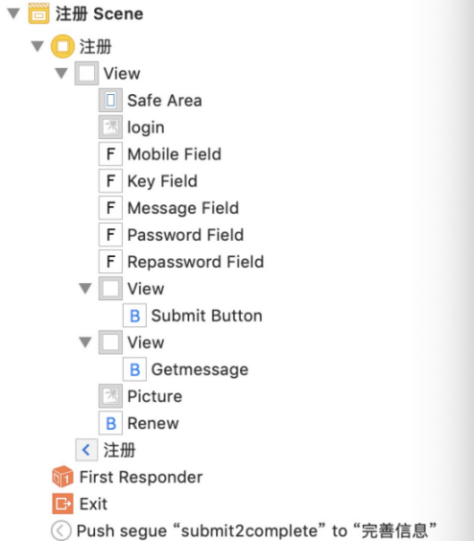 注册 Scene
注册
View
Safe Area
login
F Mobile Field
F Key Field
F Message Field
F Password Field
F Repassword Field
View
B Submit Button
View
B Getmessage
Picture
B Renew
注册
First Responder
Exit
Push segue “submit2complete” to “完善信息”